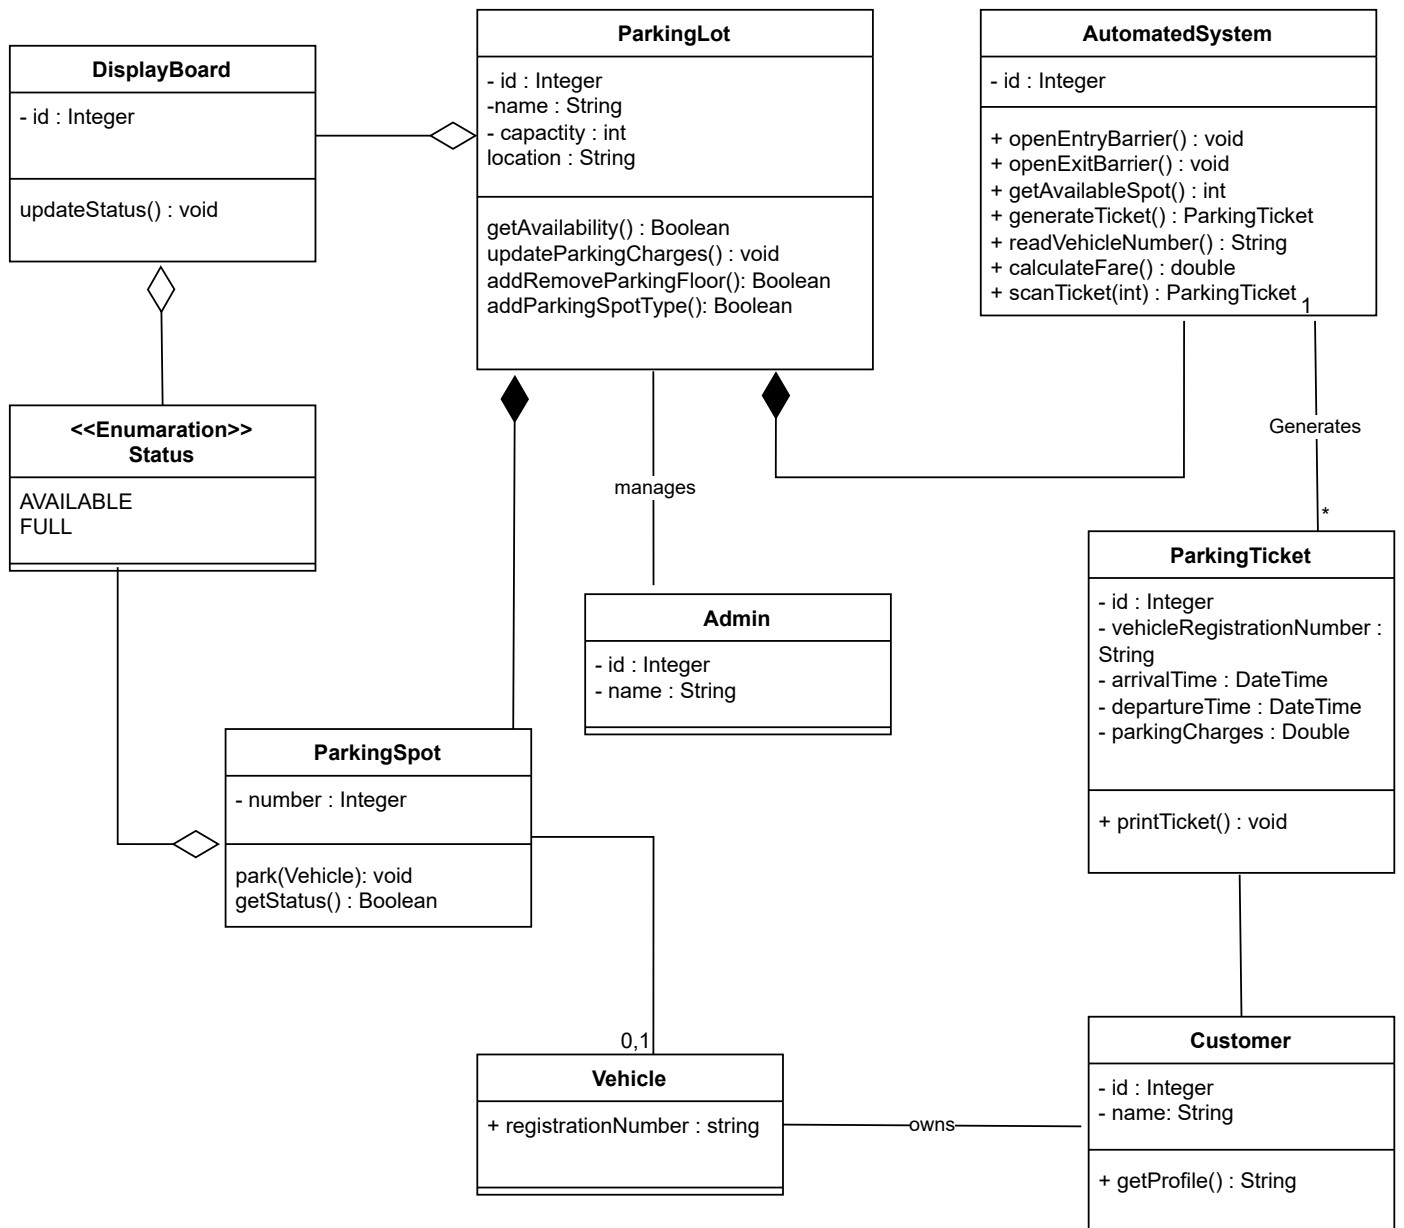 DisplayBoard
- id : Integer
updateStatus() : void
ParkingLot
- id : Integer
-name : String
- capactity : int
location : String
getAvailability() : Boolean
updateParkingCharges() : void
addRemoveParkingFloor(): Boolean
addParkingSpotType(): Boolean
AutomatedSystem
- id : Integer
+ openEntryBarrier() : void
+ openExitBarrier() : void
+ getAvailableSpot() : int
+ generateTicket() : ParkingTicket
+ readVehicleNumber() : String
+ calculateFare() : double
+ scanTicket(int) : ParkingTicket
1
Generates
*
<<Enumaration>>
Status
AVAILABLE
FULL
manages
Admin
- id : Integer
- name : String
ParkingTicket
- id : Integer
- vehicleRegistrationNumber :
String
- arrivalTime : DateTime
- departureTime : DateTime
- parkingCharges : Double
+ printTicket() : void
ParkingSpot
- number : Integer
park(Vehicle): void
getStatus() : Boolean
0,1
Vehicle
+ registrationNumber : string
owns
Customer
- id : Integer
- name: String
+ getProfile() : String